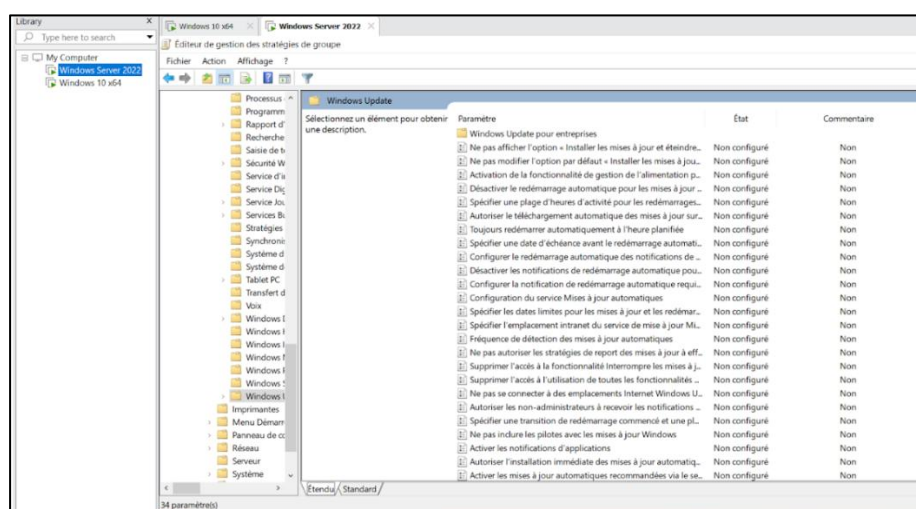 Library
X
Type here to search
My Computer
Windows Server 2022
Windows 10 x64
Windows 10 x64
Windows Server 2022
Éditeur de gestion des stratégies de groupe
Fichier Action Affichage ?
Processus
Programm
Rapport d'
Recherche
Saisie de t
Sécurité W
Service d'i
Service Dig
Service Jou
Services Bu
Stratégies
Synchroni
Système d
Système d
Tablet PC
Transfert d
Voix
Windows
Windows
Windows
Windows
Windows
Windows
Windows
Imprimantes
Menu Démarr
Panneau de co
Réseau
Serveur
Système
Windows Update
Sélectionnez un élément pour obtenir
une description.
Paramètre État Commentaire
Windows Update pour entreprises
Ne pas afficher l'option « Installer les mises à jour et éteindre... Non configuré Non
Ne pas modifier l'option par défaut « Installer les mises à jou... Non configuré Non
Activation de la fonctionnalité de gestion de l'alimentation p... Non configuré Non
Désactiver le redémarrage automatique pour les mises à jour ... Non configuré Non
Spécifier une plage d'heures d'activité pour les redémarrages... Non configuré Non
Autoriser le téléchargement automatique des mises à jour sur... Non configuré Non
Toujours redémarrer automatiquement à l'heure planifiée Non configuré Non
Spécifier une date d'échéance avant le redémarrage automati... Non configuré Non
Configurer le redémarrage automatique des notifications de ... Non configuré Non
Désactiver les notifications de redémarrage automatique pou... Non configuré Non
Configurer la notification de redémarrage automatique requi... Non configuré Non
Configuration du service Mises à jour automatiques Non configuré Non
Spécifier les dates limites pour les mises à jour et les redémar... Non configuré Non
Spécifier l'emplacement intranet du service de mise à jour Mi... Non configuré Non
Fréquence de détection des mises à jour automatiques Non configuré Non
Ne pas autoriser les stratégies de report des mises à jour à eff... Non configuré Non
Supprimer l'accès à la fonctionnalité Interrompre les mises à j... Non configuré Non
Supprimer l'accès à l'utilisation de toutes les fonctionnalités ... Non configuré Non
Ne pas se connecter à des emplacements Internet Windows U... Non configuré Non
Autoriser les non-administrateurs à recevoir les notifications ... Non configuré Non
Spécifier une transition de redémarrage commencé et une pl... Non configuré Non
Ne pas inclure les pilotes avec les mises à jour Windows Non configuré Non
Activer les notifications d'applications Non configuré Non
Autoriser l'installation immédiate des mises à jour automatiq... Non configuré Non
Activer les mises à jour automatiques recommandées via le se... Non configuré Non
Étendu Standard
34 paramètre(s)